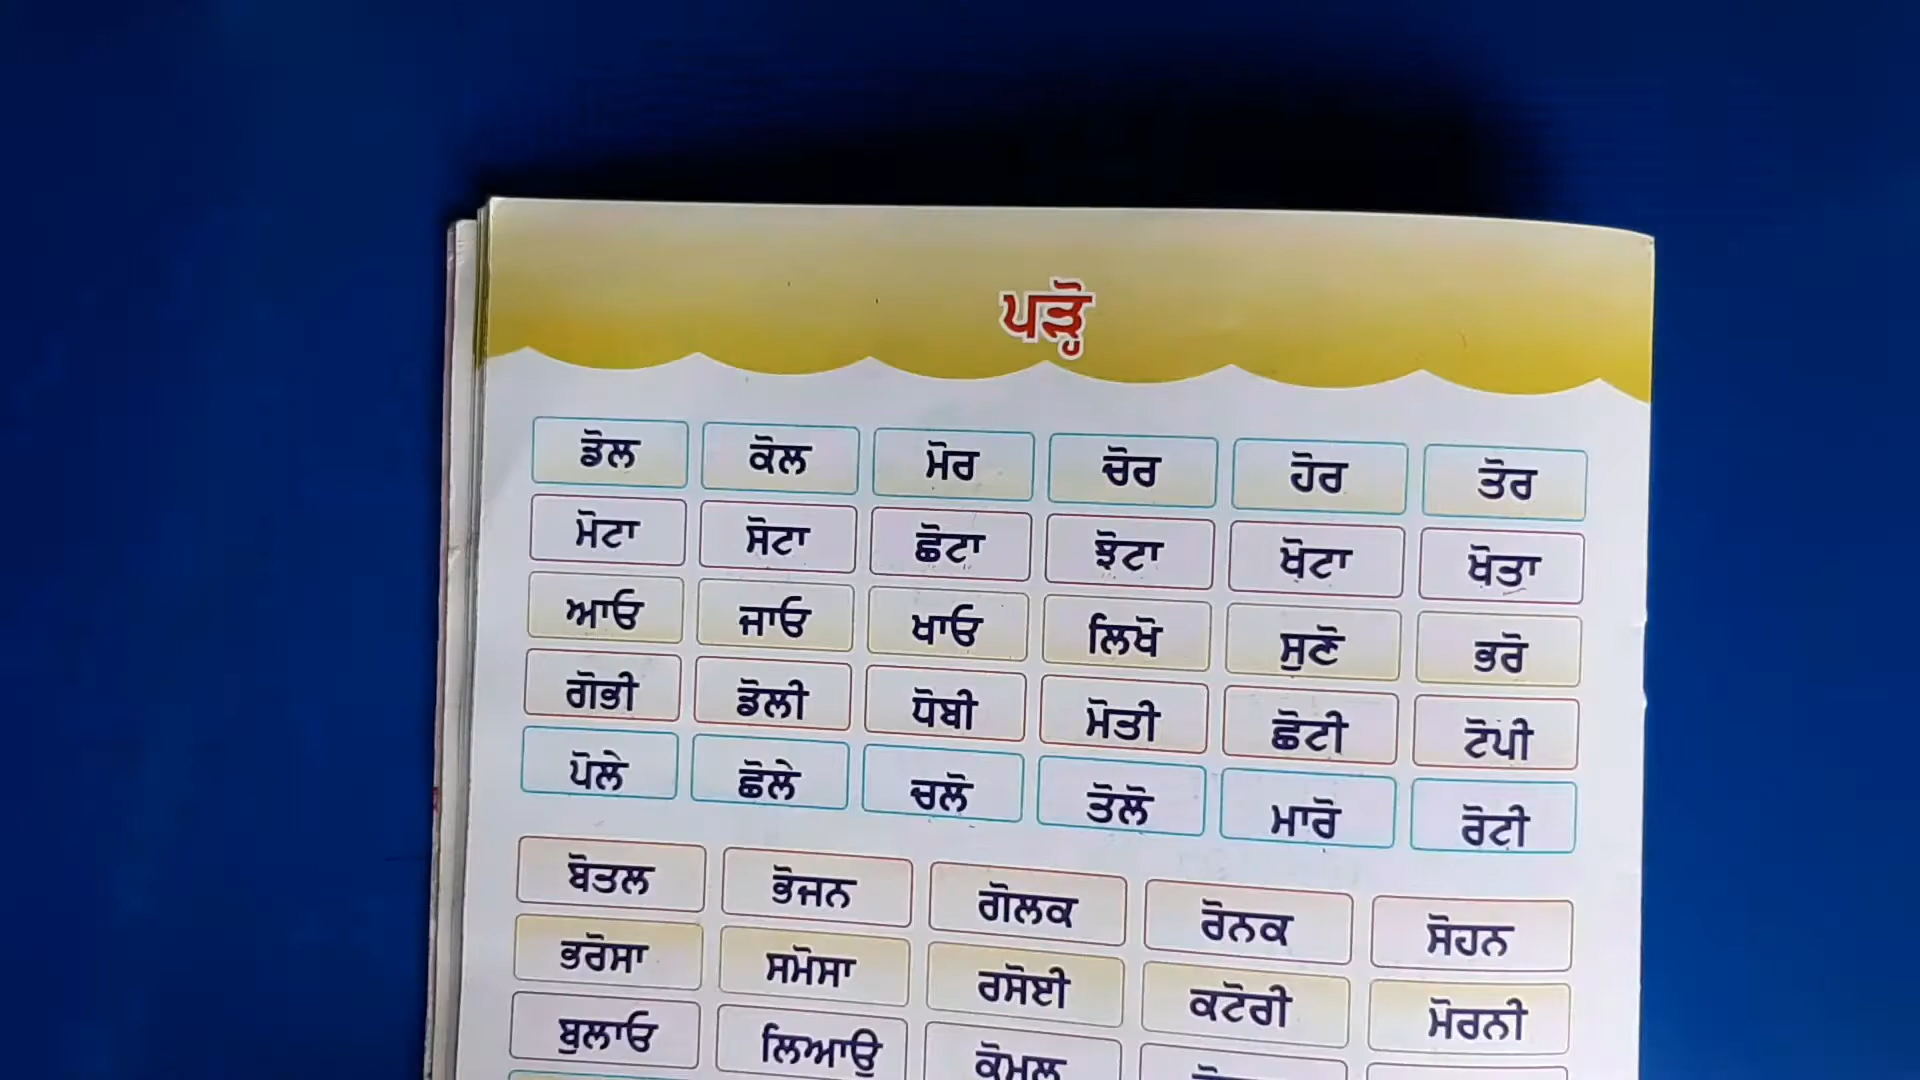 ਪੜ੍ਹੋ
ਡੋਲ ਕੋਲ ਮੋਰ ਚੋਰ ਹੋਰ ਤੋਰ
ਮੋਟਾ ਸੋਟਾ ਛੋਟਾ ਝੋਟਾ ਖੋਟਾ ਖੋਤਾ
ਆਓ ਜਾਓ ਖਾਓ ਲਿਖੋ ਸੁਣੋ ਭਰੋ
ਗੋਭੀ ਡੋਲੀ ਧੋਬੀ ਮੋਤੀ ਛੋਟੀ ਟੋਪੀ
ਪੋਲੇ ਛੋਲੇ ਚਲੋ ਤੋਲੋ ਮਾਰੋ ਰੋਟੀ
ਬੋਤਲ ਭੋਜਨ ਗੋਲਕ ਰੋਨਕ ਸੋਹਨ
ਭਰੋਸਾ ਸਮੋਸਾ ਰਸੋਈ ਕਟੋਰੀ ਮੋਰਨੀ
ਬੁਲਾਓ ਲਿਆਉ ਕੋਮਲ